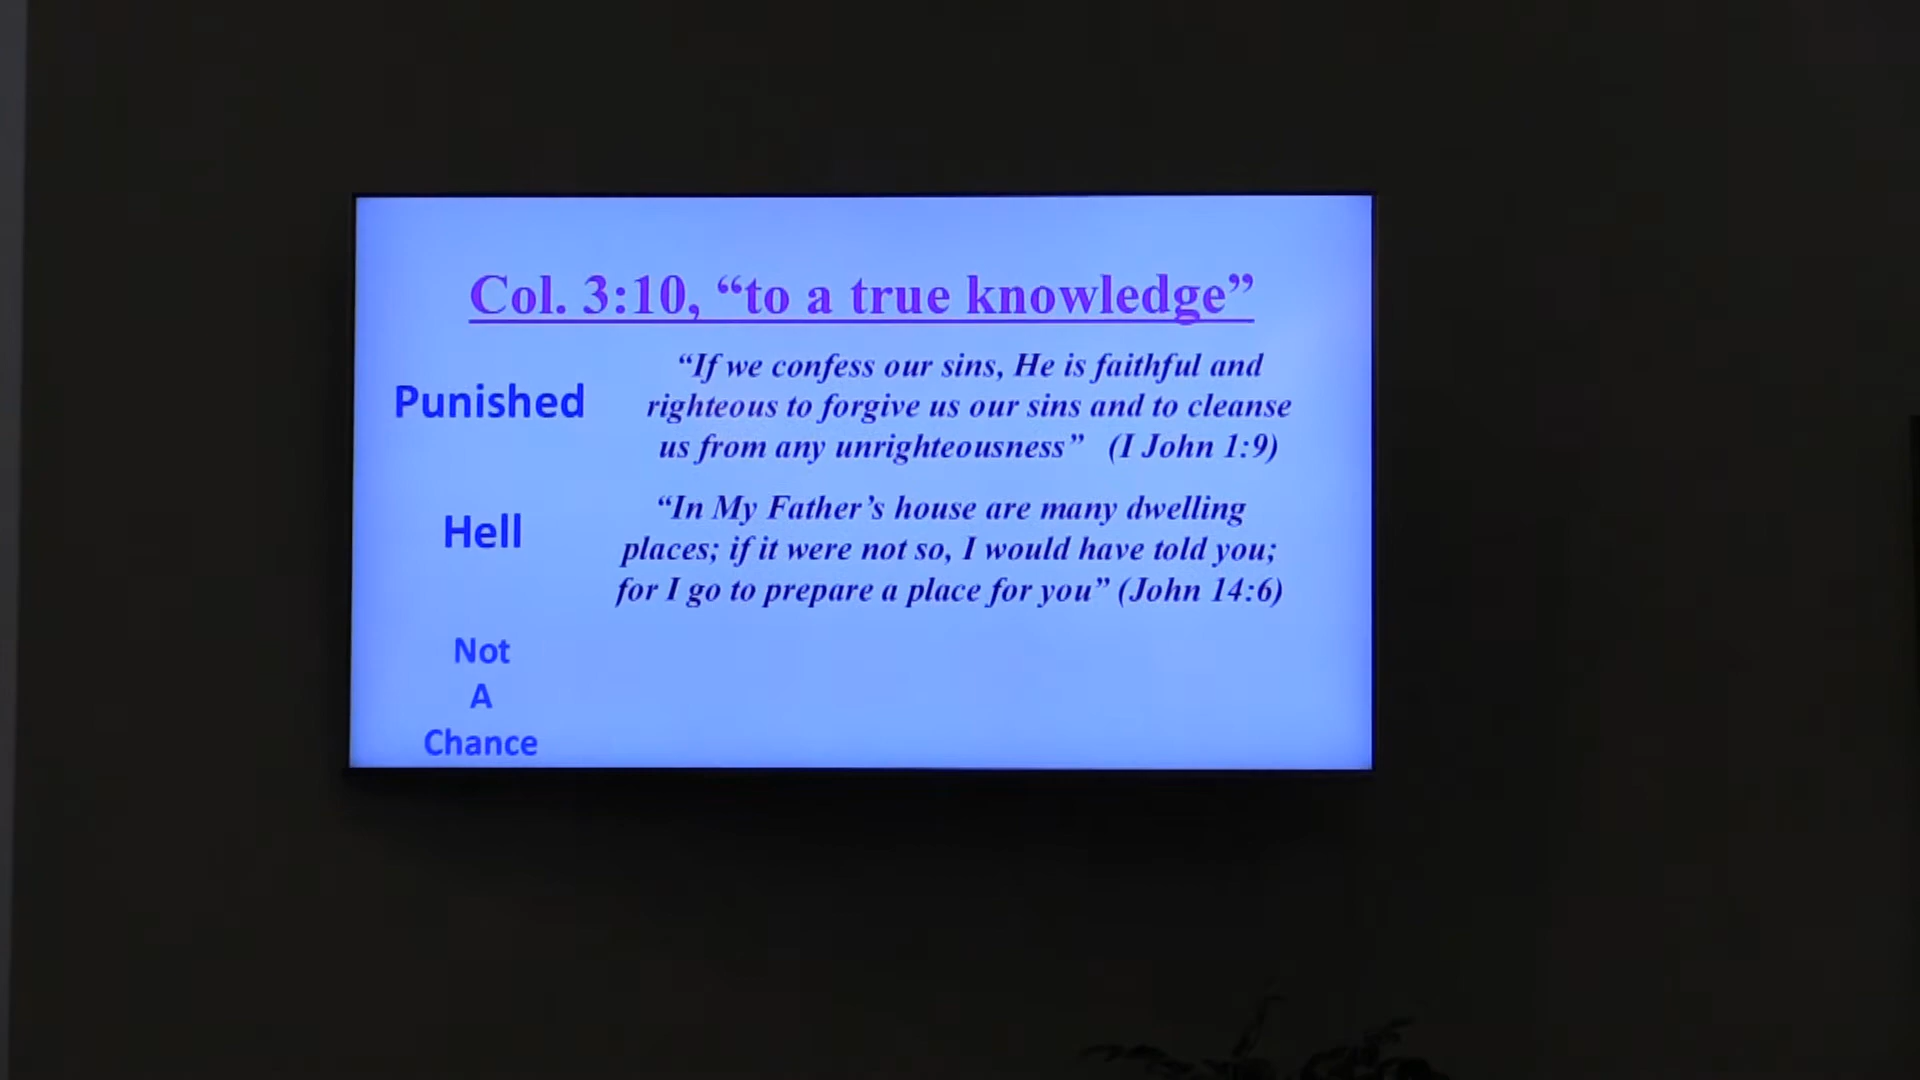 Col. 3:10, “to a true knowledge”
Punished
“If we confess our sins, He is faithful and
righteous to forgive us our sins and to cleanse
us from any unrighteousness” (I John 1:9)
Hell
“In My Father’s house are many dwelling
places; if it were not so, I would have told you;
for I go to prepare a place for you” (John 14:6)
Not
A
Chance